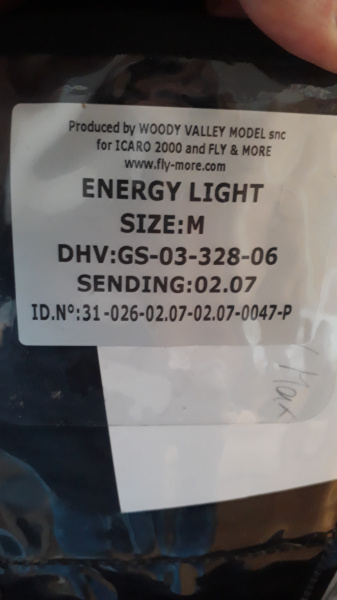 Produced by WOODY VALLEY MODEL snc
for ICARO 2000 and FLY & MORE
www.fly-more.com
ENERGY LIGHT
SIZE:M
DHV:GS-03-328-06
SENDING:02.07
ID.Nº:31-026-02.07-02.07-0047-P